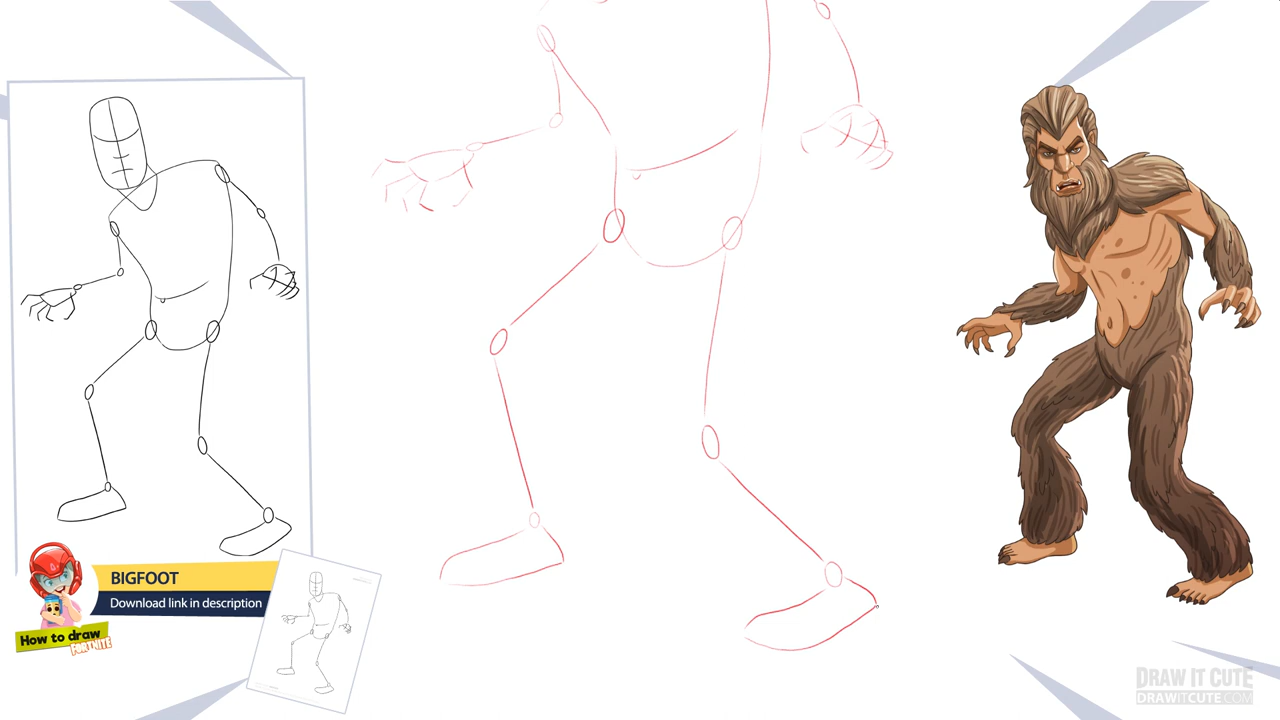 BIGFOOT
Download link in description
How to draw
FORTNITE
DRAW IT CUTE
DRAWITCUTE.COM